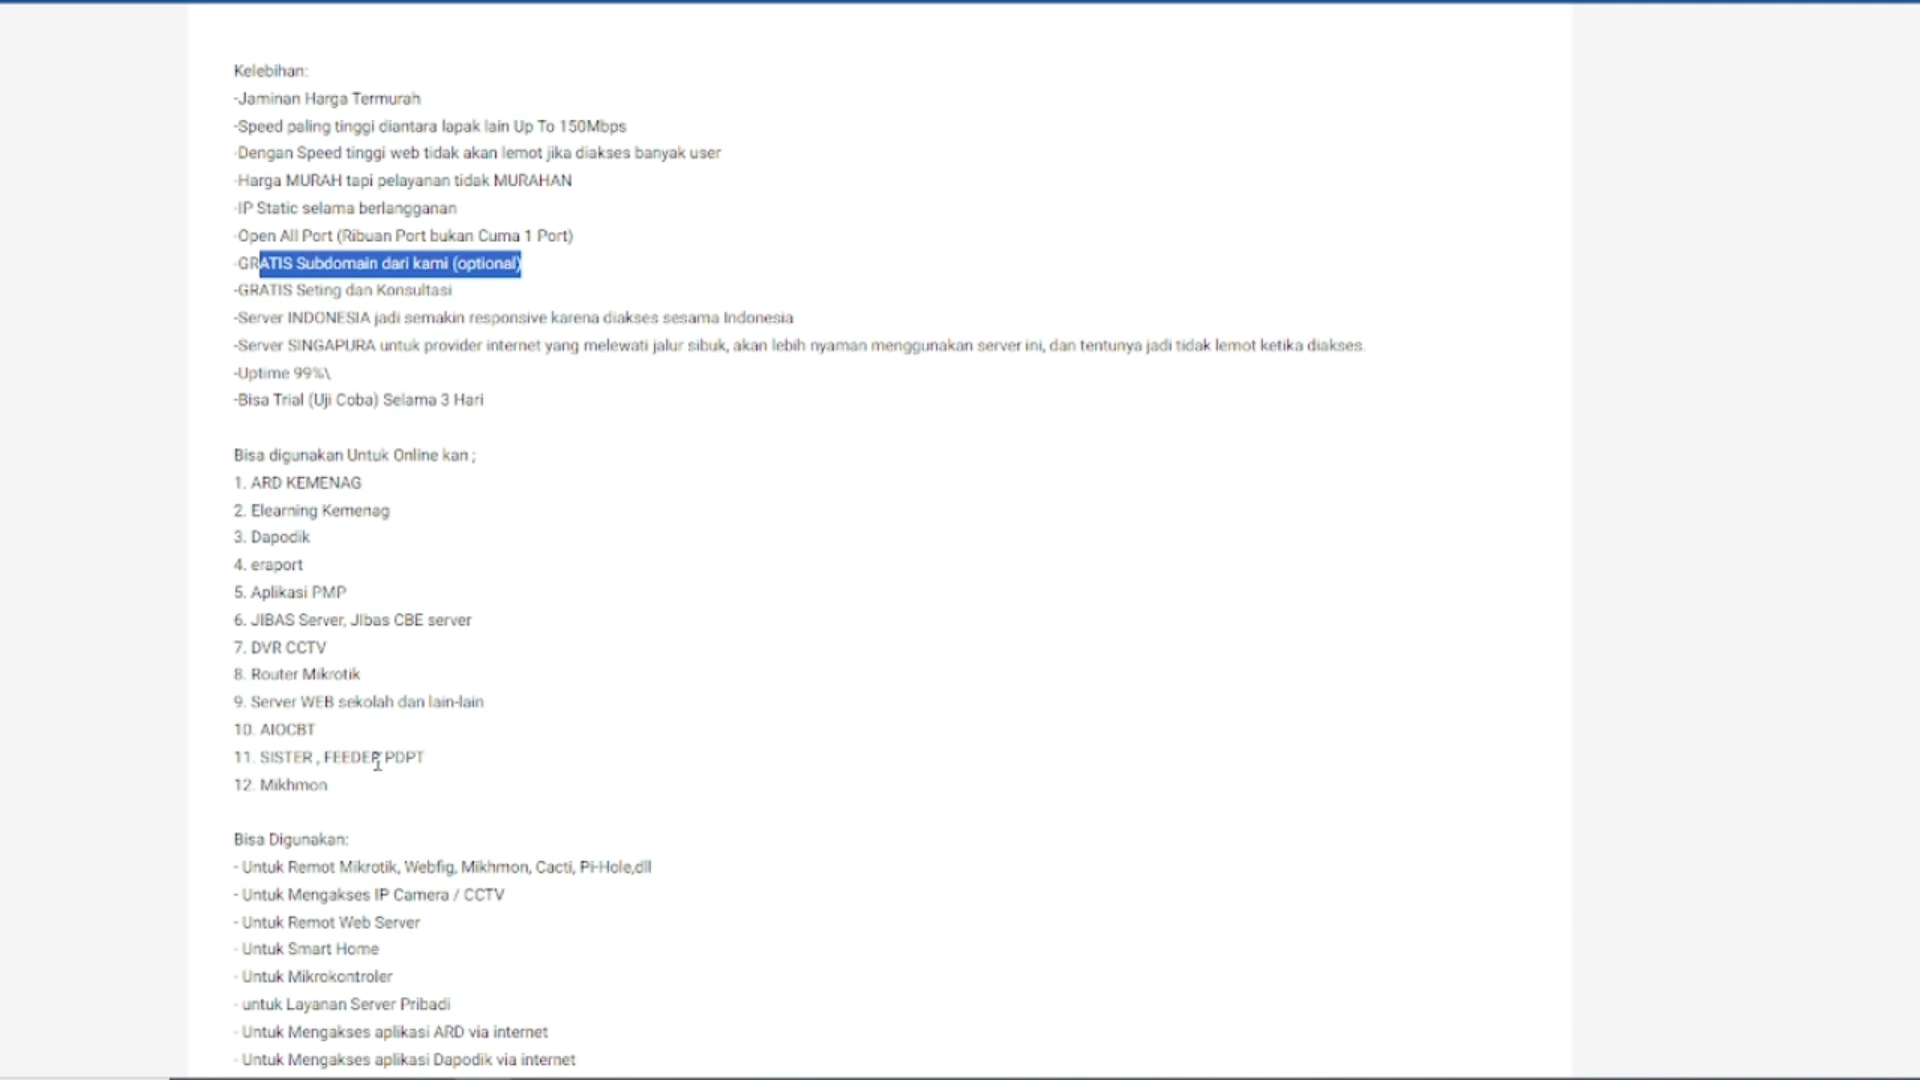 Kelebihan:
-Jaminan Harga Termurah
-Speed paling tinggi diantara lapak lain Up To 150Mbps
-Dengan Speed tinggi web tidak akan lemot jika diakses banyak user
-Harga MURAH tapi pelayanan tidak MURAHAN
-IP Static selama berlangganan
-Open All Port (Ribuan Port bukan Cuma 1 Port)
-GRATIS Subdomain dari kami (optional)
-GRATIS Seting dan Konsultasi
-Server INDONESIA jadi semakin responsive karena diakses sesama Indonesia
-Server SINGAPURA untuk provider internet yang melewati jalur sibuk, akan lebih nyaman menggunakan server ini, dan tentunya jadi tidak lemot ketika diakses.
-Uptime 99%\
-Bisa Trial (Uji Coba) Selama 3 Hari
Bisa digunakan Untuk Online kan ;
1. ARD KEMENAG
2. Elearning Kemenag
3. Dapodik
4. eraport
5. Aplikasi PMP
6. JIBAS Server, JIbas CBE server
7. DVR CCTV
8. Router Mikrotik
9. Server WEB sekolah dan lain-lain
10. AIOCBT
11. SISTER , FEEDER PDPT
12. Mikhmon
Bisa Digunakan:
- Untuk Remot Mikrotik, Webfig, Mikhmon, Cacti, Pi-Hole,dll
- Untuk Mengakses IP Camera / CCTV
- Untuk Remot Web Server
- Untuk Smart Home
- Untuk Mikrokontroler
- untuk Layanan Server Pribadi
- Untuk Mengakses aplikasi ARD via internet
- Untuk Mengakses aplikasi Dapodik via internet